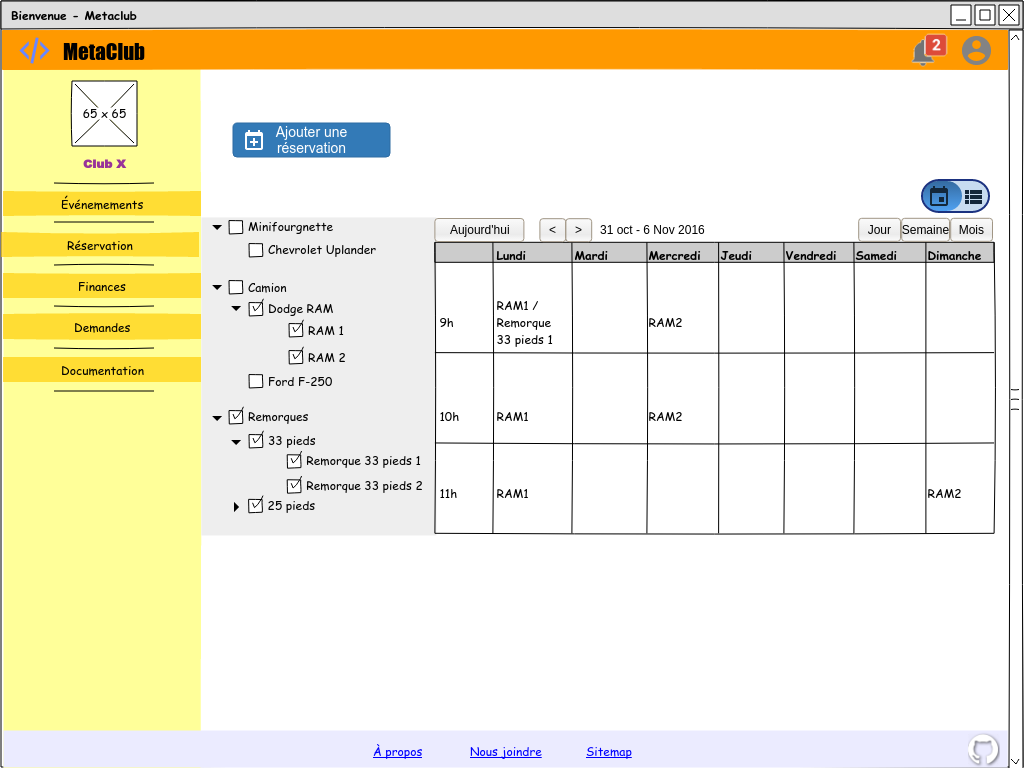 Bienvenue - Metaclub
</> MetaClub
2
65 x 65
Club X
Événemements
Réservation
Finances
Demandes
Documentation
Ajouter une
réservation
Minifourgnette
Chevrolet Uplander
Camion
Dodge RAM
RAM 1
RAM 2
Ford F-250
Remorques
33 pieds
Remorque 33 pieds 1
Remorque 33 pieds 2
25 pieds
Aujourd'hui < > 31 oct - 6 Nov 2016 Jour Semaine Mois
Lundi Mardi Mercredi Jeudi Vendredi Samedi Dimanche
RAM1 /
9h Remorque RAM2
33 pieds 1
10h RAM1 RAM2
11h RAM1 RAM2
À propos Nous joindre Sitemap